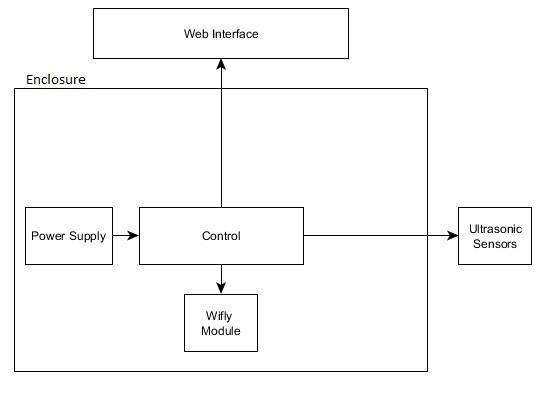 Web Interface
Enclosure
Power Supply
Control
Ultrasonic
Sensors
Wifly
Module